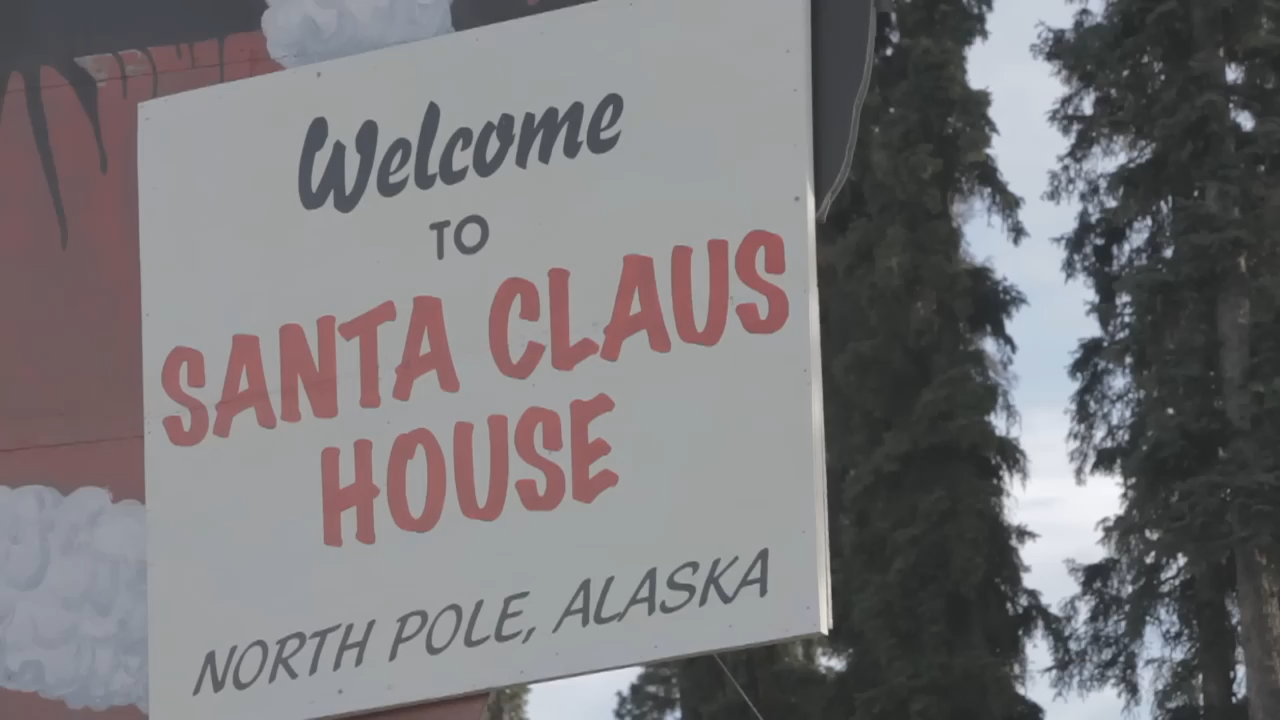 Welcome
TO
SANTA CLAUS
HOUSE
NORTH POLE, ALASKA